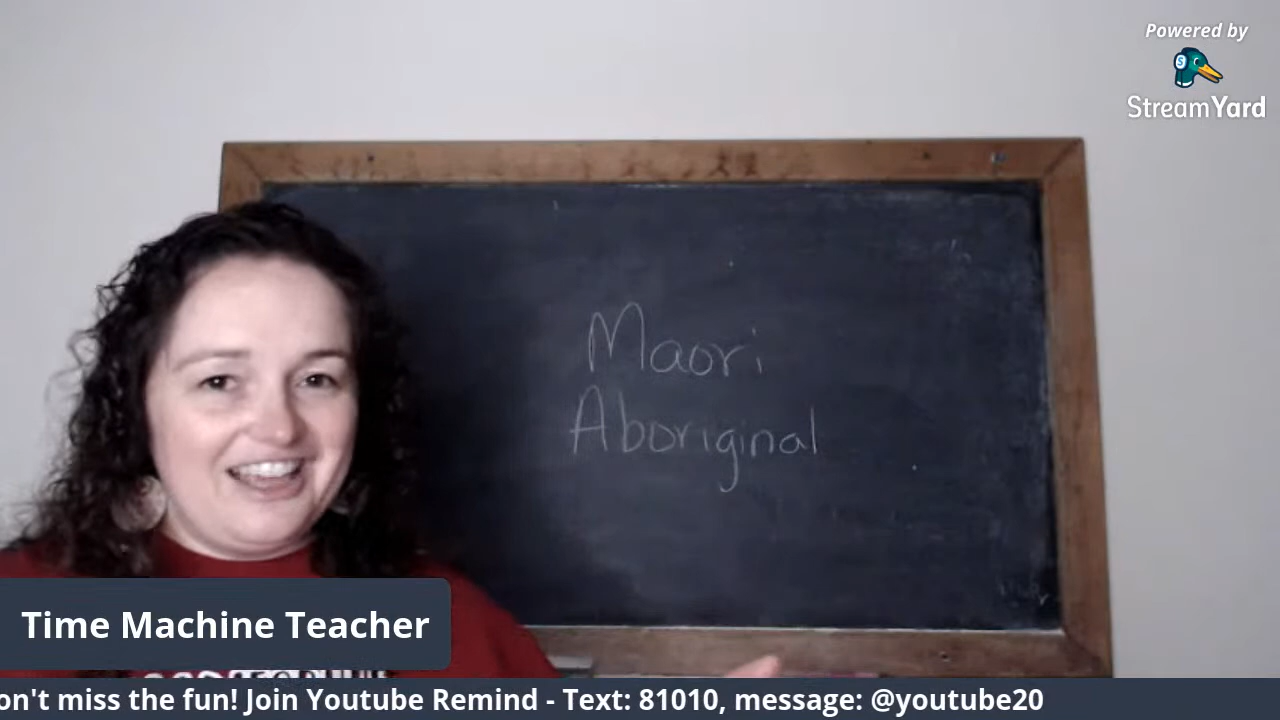 Powered by
StreamYard
Maori
Aboriginal
Time Machine Teacher
on't miss the fun! Join Youtube Remind - Text: 81010, message: @youtube20